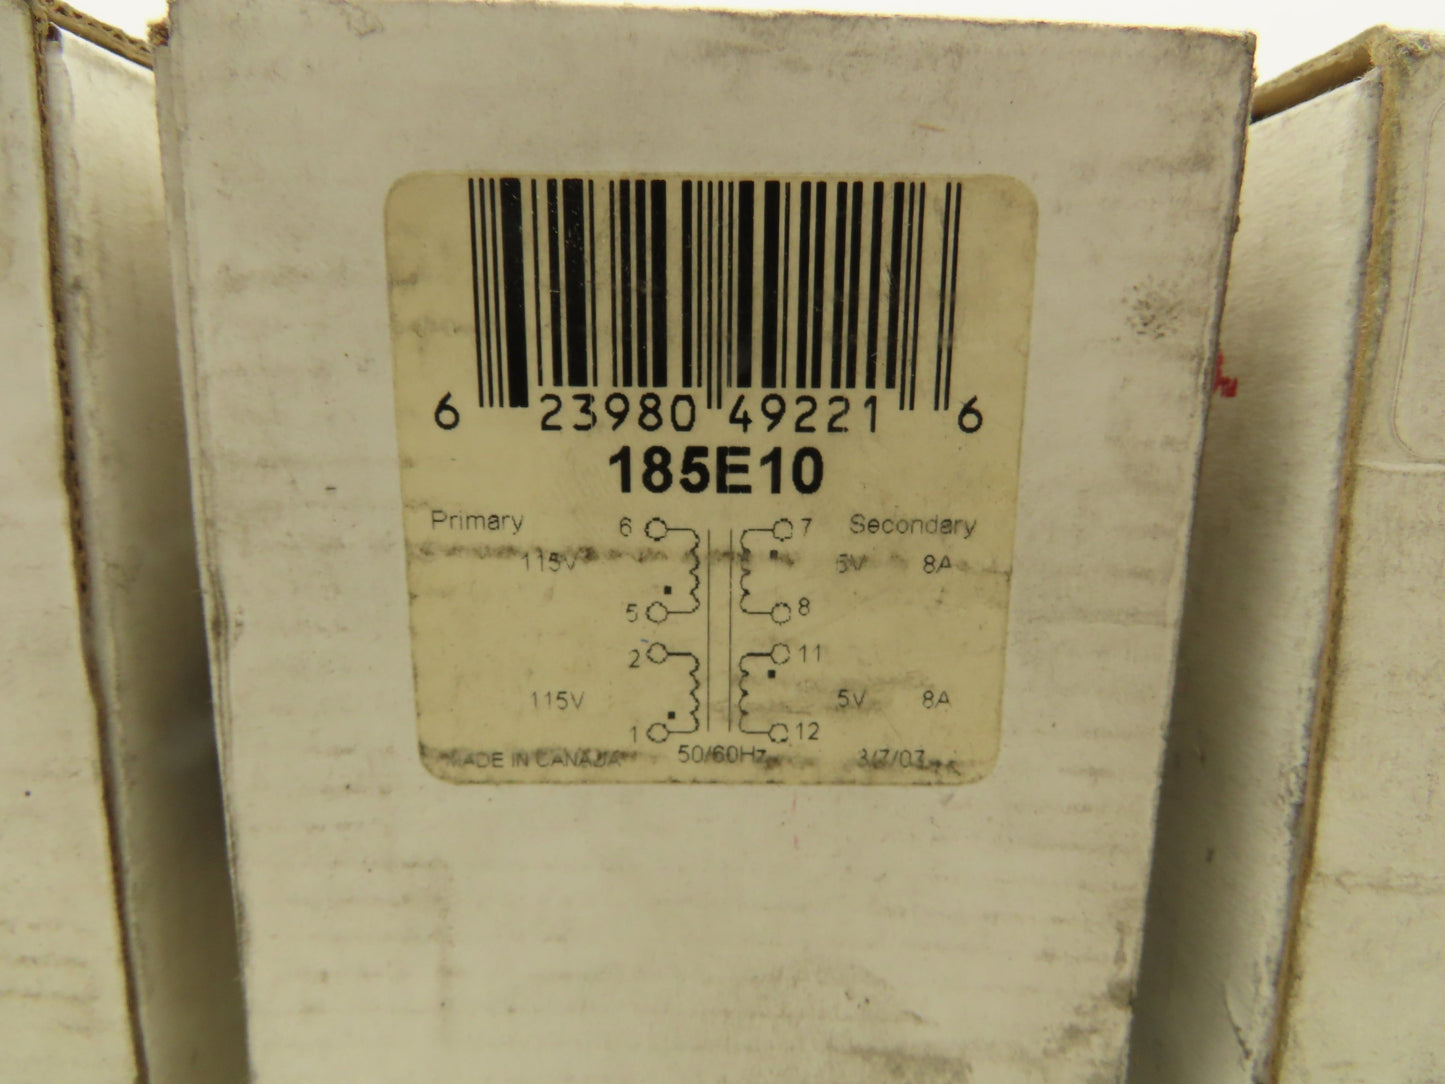 6 23980 49221 6
185E10
Primary 6 7 Secondary
115V 5V 8A
5 8
2 11
115V 5V 8A
1 12
MADE IN CANADA 50/60Hz 3/7/03